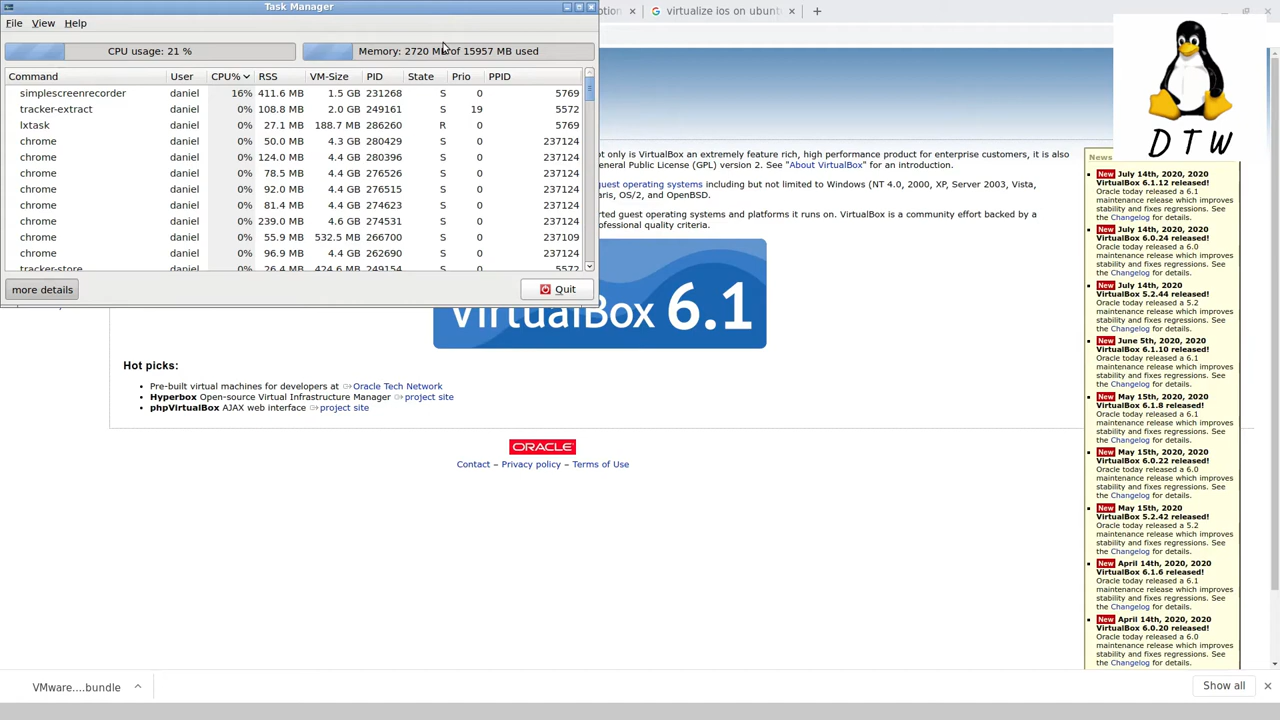 Task Manager
File View Help
CPU usage: 21 %
Memory: 2720 MB of 15957 MB used
Command User CPU% RSS VM-Size PID State Prio PPID
simplescreenrecorder daniel 16% 411.6 MB 1.5 GB 231268 S 0 5769
tracker-extract daniel 0% 108.8 MB 2.0 GB 249161 S 19 5572
lxtask daniel 0% 27.1 MB 188.7 MB 286260 R 0 5769
chrome daniel 0% 50.0 MB 4.3 GB 280429 S 0 237124
chrome daniel 0% 124.0 MB 4.4 GB 280396 S 0 237124
chrome daniel 0% 78.5 MB 4.4 GB 276526 S 0 237124
chrome daniel 0% 92.0 MB 4.4 GB 276515 S 0 237124
chrome daniel 0% 81.4 MB 4.4 GB 274623 S 0 237124
chrome daniel 0% 239.0 MB 4.6 GB 274531 S 0 237124
chrome daniel 0% 55.9 MB 532.5 MB 266700 S 0 237109
chrome daniel 0% 96.9 MB 4.4 GB 262690 S 0 237124
tracker-store daniel 0% 26.4 MB 424.6 MB 249154 S 0 5572
more details
Quit
otion
virtualize ios on ubunt
DTW
ot only is VirtualBox an extremely feature rich, high performance product for enterprise customers, it is also
General Public License (GPL) version 2. See "About VirtualBox" for an introduction.
guest operating systems including but not limited to Windows (NT 4.0, 2000, XP, Server 2003, Vista,
aris, OS/2, and OpenBSD.
rted guest operating systems and platforms it runs on. VirtualBox is a community effort backed by a
ofessional quality criteria.
VirtualBox 6.1
Hot picks:
• Pre-built virtual machines for developers at Oracle Tech Network
• Hyperbox Open-source Virtual Infrastructure Manager project site
• phpVirtualBox AJAX web interface project site
ORACLE
Contact – Privacy policy – Terms of Use
News
New July 14th, 2020, 2020
VirtualBox 6.1.12 released!
Oracle today released a 6.1
maintenance release which improves
stability and fixes regressions. See
the Changelog for details.
New July 14th, 2020, 2020
VirtualBox 6.0.24 released!
Oracle today released a 6.0
maintenance release which improves
stability and fixes regressions. See
the Changelog for details.
New July 14th, 2020
VirtualBox 5.2.44 released!
Oracle today released a 5.2
maintenance release which improves
stability and fixes regressions. See
the Changelog for details.
New June 5th, 2020, 2020
VirtualBox 6.1.10 released!
Oracle today released a 6.1
maintenance release which improves
stability and fixes regressions. See
the Changelog for details.
New May 15th, 2020, 2020
VirtualBox 6.1.8 released!
Oracle today released a 6.1
maintenance release which improves
stability and fixes regressions. See
the Changelog for details.
New May 15th, 2020, 2020
VirtualBox 6.0.22 released!
Oracle today released a 6.0
maintenance release which improves
stability and fixes regressions. See
the Changelog for details.
New May 15th, 2020
VirtualBox 5.2.42 released!
Oracle today released a 5.2
maintenance release which improves
stability and fixes regressions. See
the Changelog for details.
New April 14th, 2020, 2020
VirtualBox 6.1.6 released!
Oracle today released a 6.1
maintenance release which improves
stability and fixes regressions. See
the Changelog for details.
New April 14th, 2020, 2020
VirtualBox 6.0.20 released!
Oracle today released a 6.0
maintenance release which improves
stability and fixes regressions. See
the Changelog for details.
VMware....bundle
Show all